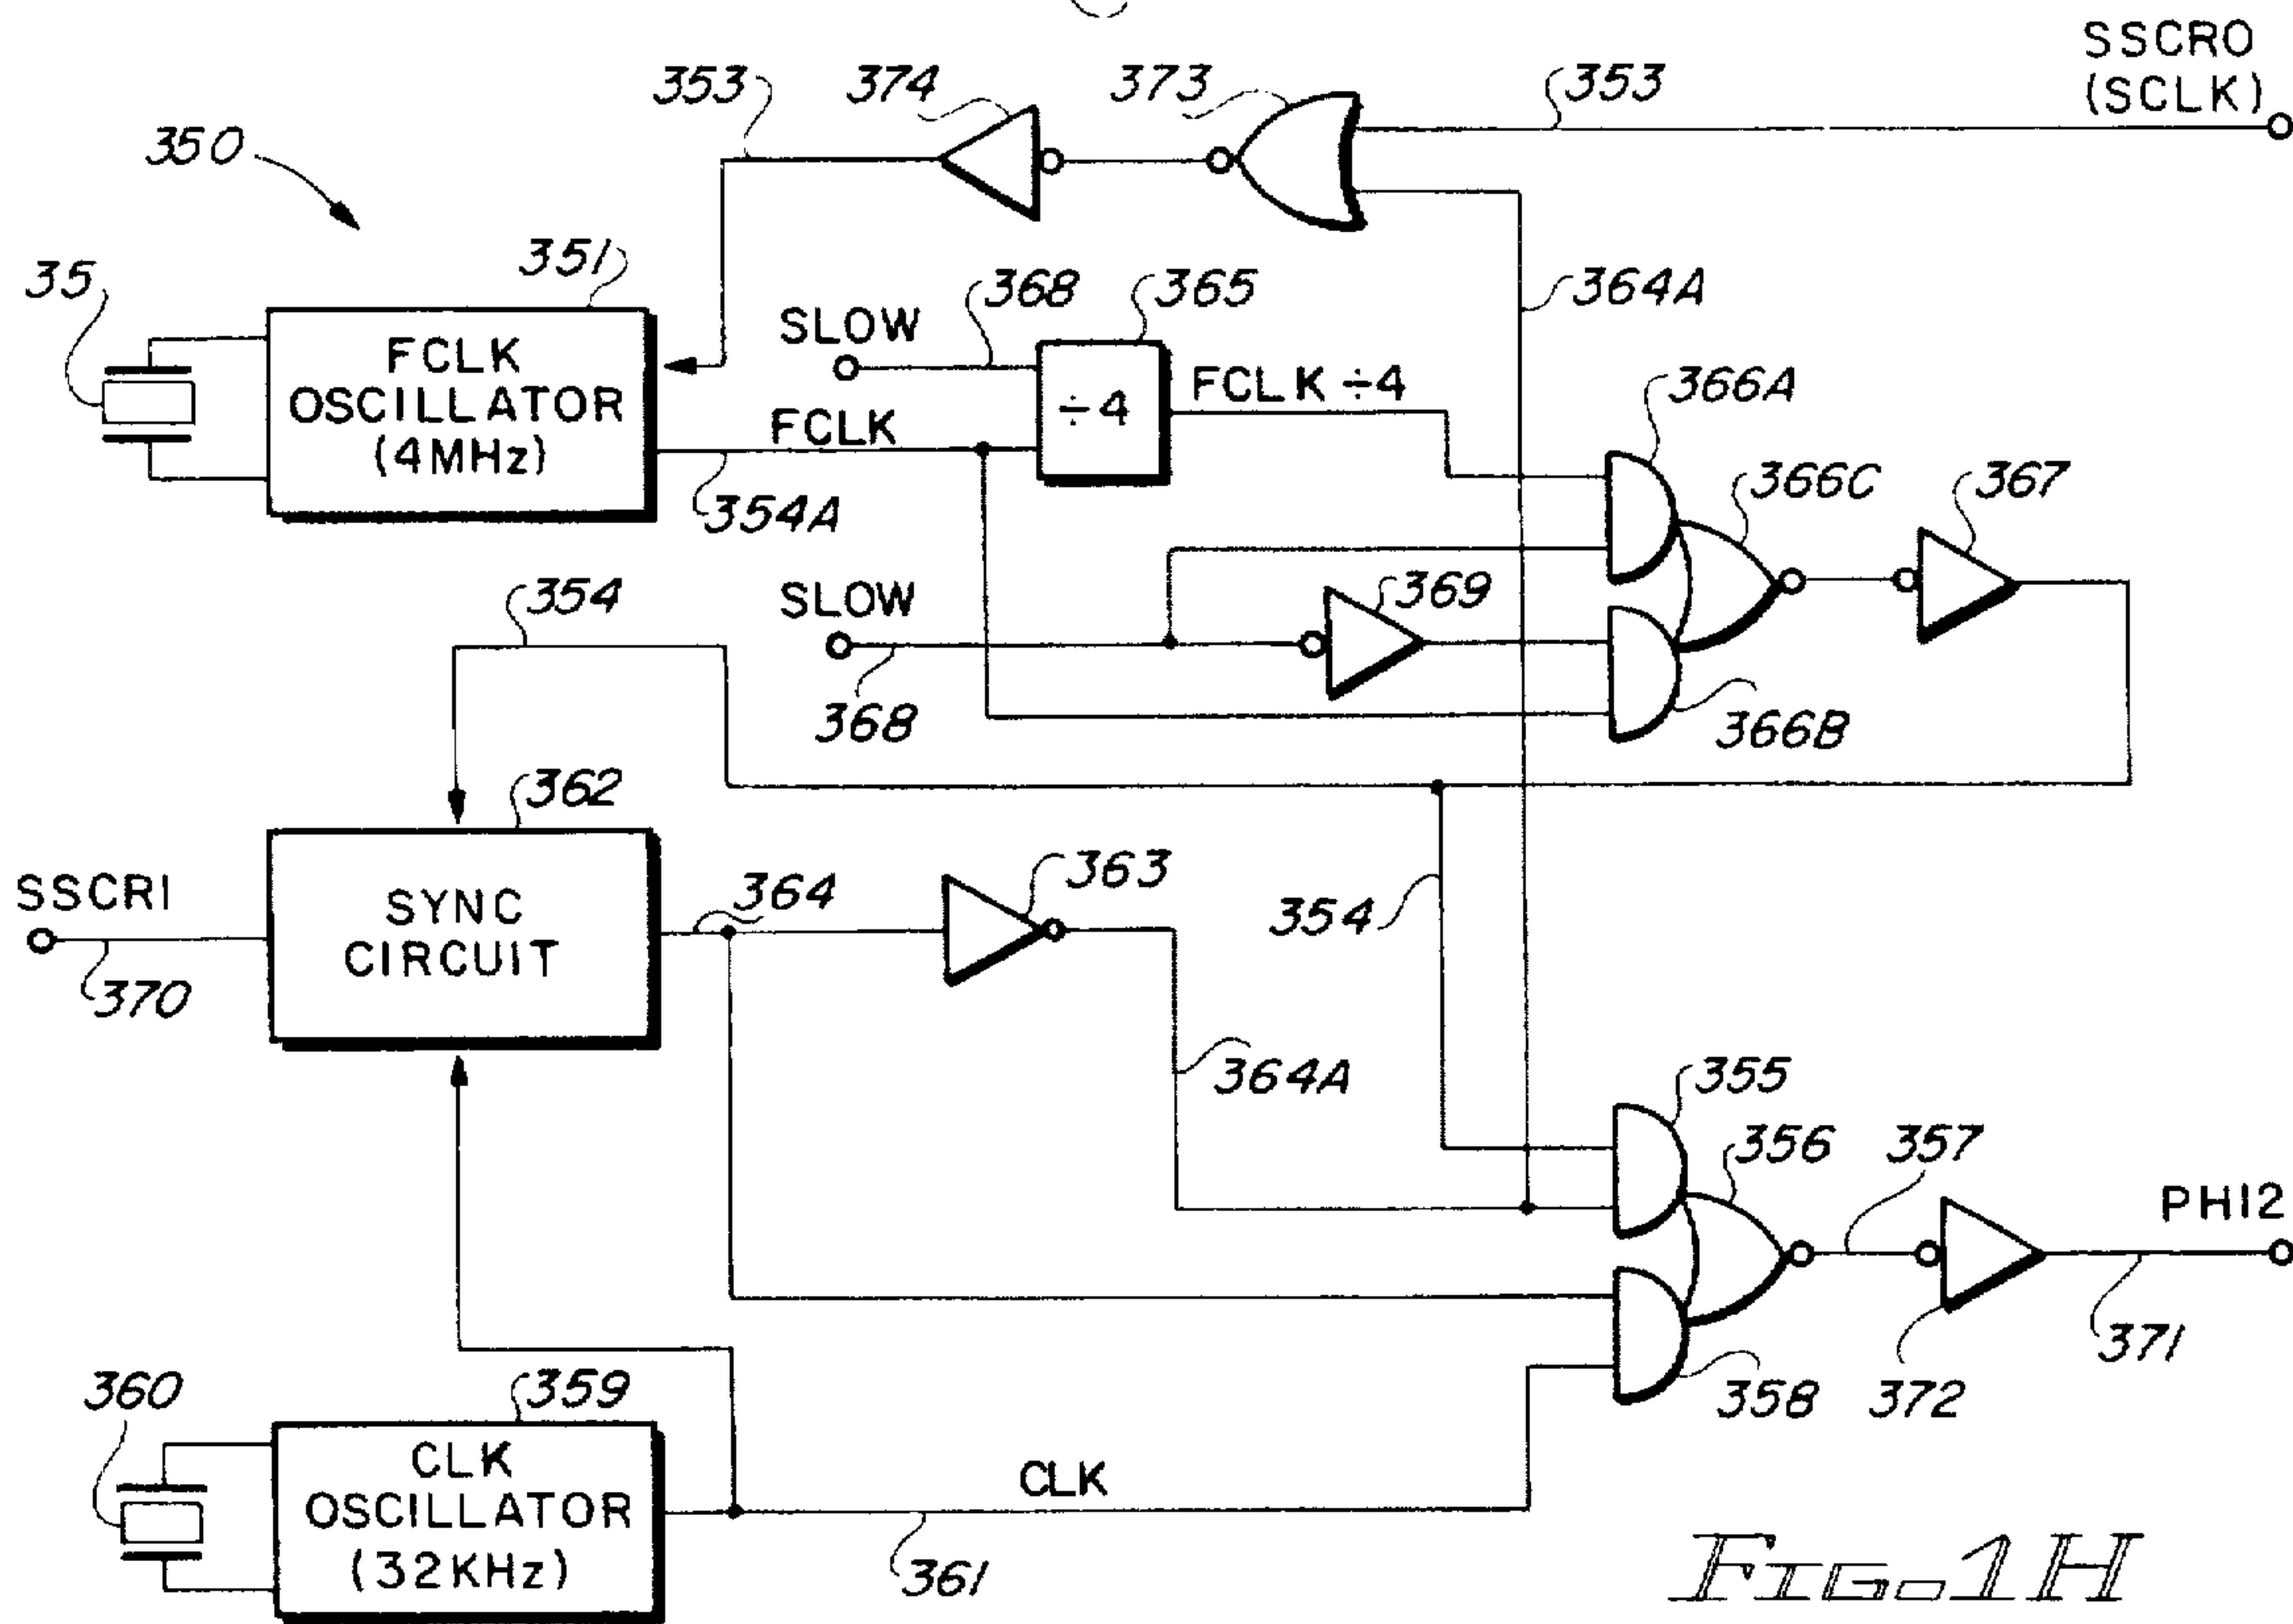 SSCRO
(SCLK)
353
374
373
353
350
351
35
FCLK
OSCILLATOR
(4MHz)
SLOW
368
365
364A
÷4
FCLK ÷4
366A
FCLK
354A
366C
367
354
SLOW
369
368
366B
362
SSCRI
370
SYNC
CIRCUIT
364
363
354
364A
355
356
357
PHI2
371
372
358
360
359
CLK
OSCILLATOR
(32KHz)
CLK
361
FIG. 1H